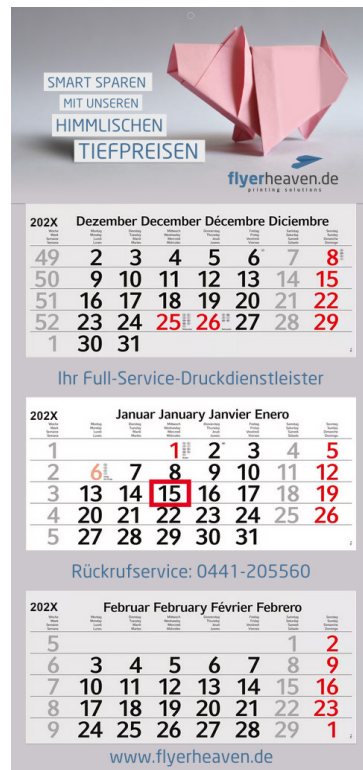 SMART SPAREN
MIT UNSEREN
HIMMLISCHEN
TIEFPREISEN
flyerheaven.de
printing solutions
202X Dezember December Décembre Diciembre
49 2 3 4 5 6 7 8
50 9 10 11 12 13 14 15
51 16 17 18 19 20 21 22
52 23 24 25 26 27 28 29
1 30 31
Ihr Full-Service-Druckdienstleister
202X Januar January Janvier Enero
1 1 2 3 4 5
2 6 7 8 9 10 11 12
3 13 14 15 16 17 18 19
4 20 21 22 23 24 25 26
5 27 28 29 30 31
Rückrufservice: 0441-205560
202X Februar February Février Febrero
5 1 2
6 3 4 5 6 7 8 9
7 10 11 12 13 14 15 16
8 17 18 19 20 21 22 23
9 24 25 26 27 28 29 1
www.flyerheaven.de